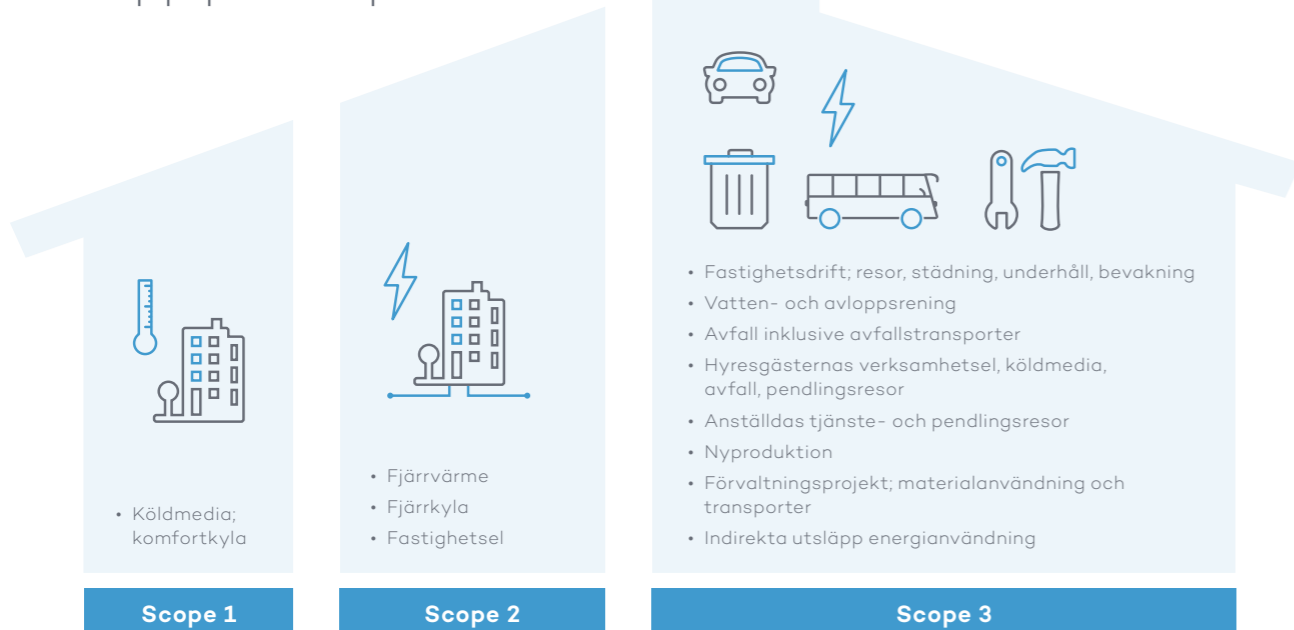 • Köldmedia;
komfortkyla
Scope 1
• Fjärrvärme
• Fjärrkyla
• Fastighetsel
Scope 2
• Fastighetsdrift; resor, städning, underhåll, bevakning
• Vatten- och avloppsrening
• Avfall inklusive avfallstransporter
• Hyresgästernas verksamhetsel, köldmedia,
avfall, pendlingsresor
• Anställdas tjänste- och pendlingsresor
• Nyproduktion
• Förvaltningsprojekt; materialanvändning och
transporter
• Indirekta utsläpp energianvändning
Scope 3